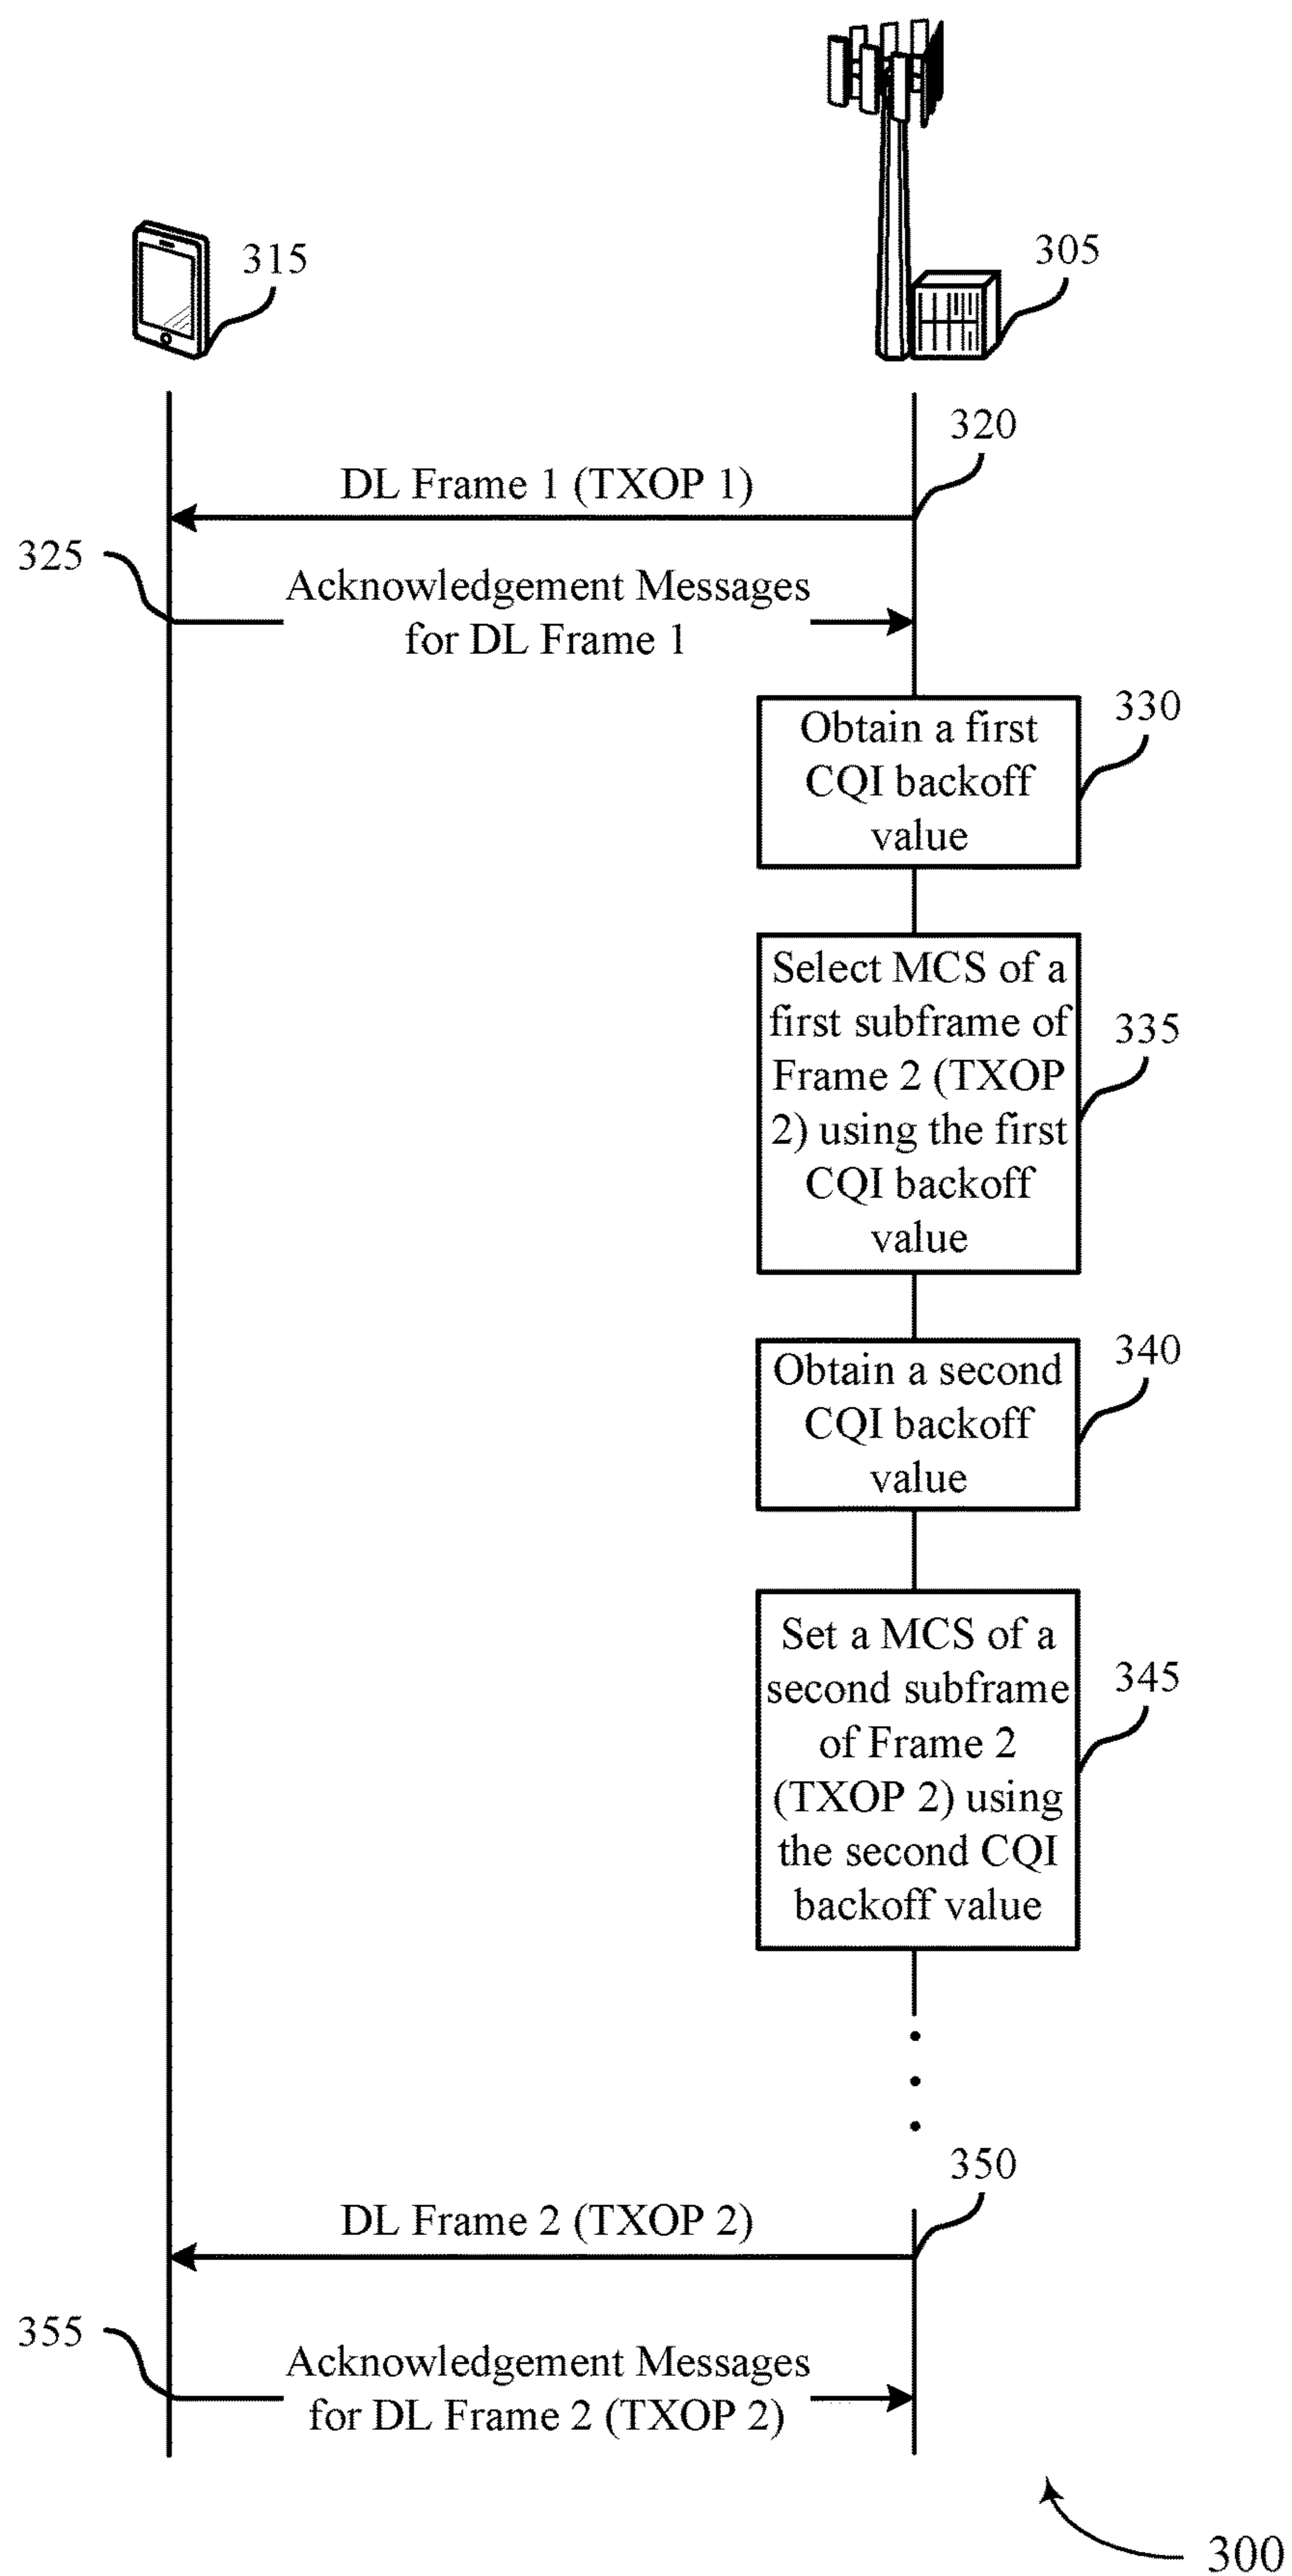 315
305
320
DL Frame 1 (TXOP 1)
325
Acknowledgement Messages
for DL Frame 1
330
Obtain a first
CQI backoff
value
335
Select MCS of a
first subframe of
Frame 2 (TXOP
2) using the first
CQI backoff
value
340
Obtain a second
CQI backoff
value
345
Set a MCS of a
second subframe
of Frame 2
(TXOP 2) using
the second CQI
backoff value
350
DL Frame 2 (TXOP 2)
355
Acknowledgement Messages
for DL Frame 2 (TXOP 2)
300